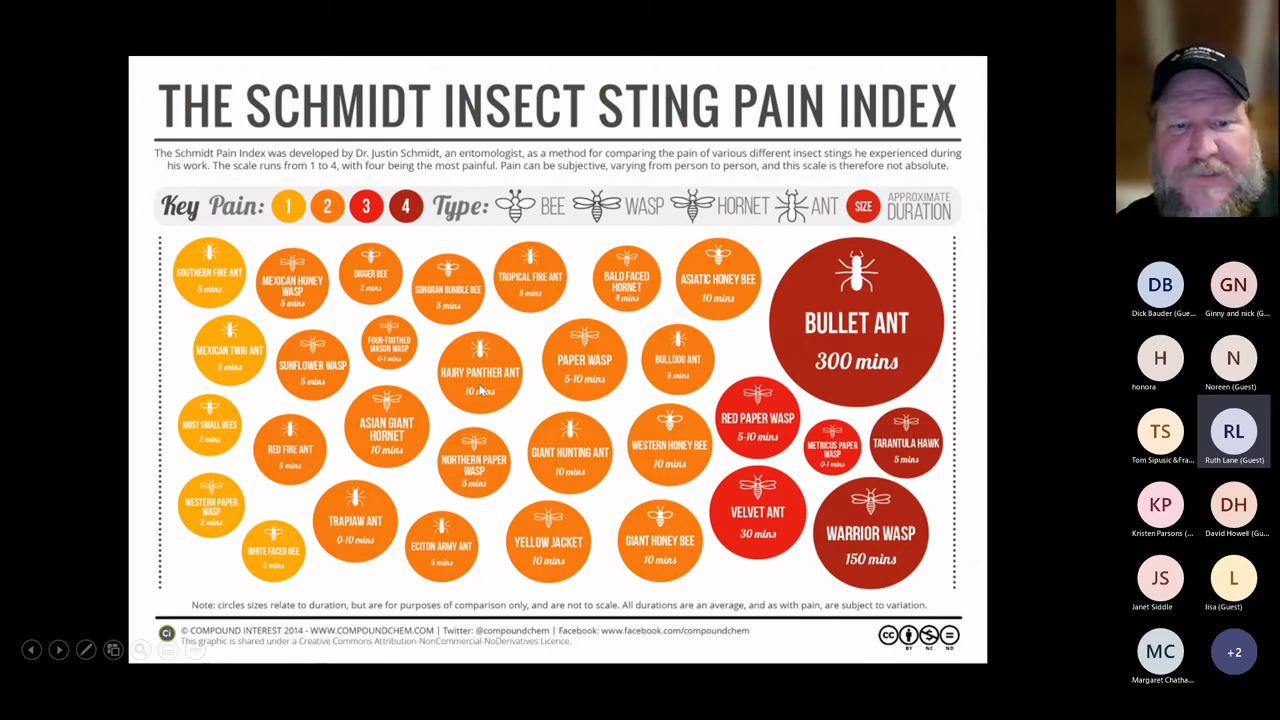 THE SCHMIDT INSECT STING PAIN INDEX
The Schmidt Pain Index was developed by Dr. Justin Schmidt, an entomologist, as a method for comparing the pain of various different insect stings he experienced during
his work. The scale runs from 1 to 4, with four being the most painful. Pain can be subjective, varying from person to person, and this scale is therefore not absolute.
Key Pain: 1 2 3 4 Type: BEE WASP HORNET ANT SIZE APPROXIMATE DURATION
SOUTHERN FIRE ANT
5 mins
MEXICAN HONEY
WASP
5 mins
DIGGER BEE
2 mins
SONORAN BUMBLE BEE
5 mins
TROPICAL FIRE ANT
5 mins
BALD FACED
HORNET
4 mins
ASIATIC HONEY BEE
10 mins
BULLET ANT
300 mins
MEXICAN TWIG ANT
5 mins
SUNFLOWER WASP
5 mins
FOUR-TOOTHED
MASON WASP
0-1 mins
HAIRY PANTHER ANT
10 mins
PAPER WASP
5-10 mins
BULLDOG ANT
5 mins
MOST SMALL BEES
2 mins
RED FIRE ANT
5 mins
ASIAN GIANT
HORNET
10 mins
NORTHERN PAPER
WASP
5 mins
GIANT HUNTING ANT
10 mins
WESTERN HONEY BEE
10 mins
RED PAPER WASP
5-10 mins
METRICUS PAPER
WASP
0-1 mins
TARANTULA HAWK
5 mins
WESTERN PAPER
WASP
2 mins
WHITE FACED BEE
2 mins
TRAPJAW ANT
0-10 mins
ECITON ARMY ANT
5 mins
YELLOW JACKET
10 mins
GIANT HONEY BEE
10 mins
VELVET ANT
30 mins
WARRIOR WASP
150 mins
Note: circles sizes relate to duration, but are for purposes of comparison only, and are not to scale. All durations are an average, and as with pain, are subject to variation.
Ci © COMPOUND INTEREST 2014 - WWW.COMPOUNDCHEM.COM | Twitter: @compoundchem | Facebook: www.facebook.com/compoundchem
This graphic is shared under a Creative Commons Attribution-NonCommercial-NoDerivatives Licence.
CC BY NC ND
DB GN
Dick Bauder (Gue... Ginny and nick (G...
H N
honora Noreen (Guest)
TS RL
Tom Sipusic &Fra... Ruth Lane (Guest)
KP DH
Kristen Parsons (... David Howell (Gu...
JS L
Janet Siddle lisa (Guest)
MC +2
Margaret Chatha...